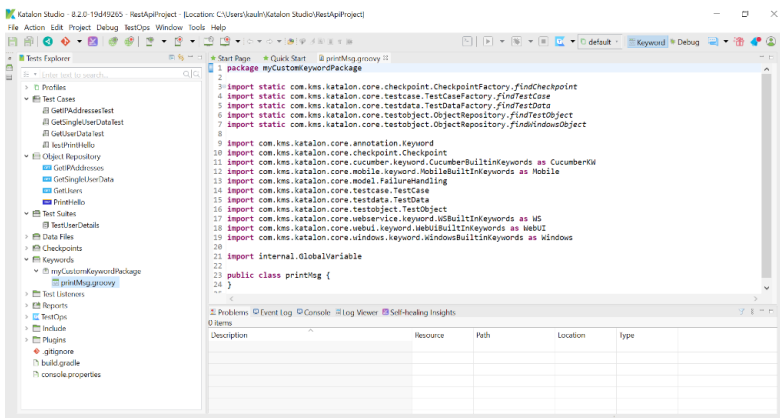 Katalon Studio - 8.2.0 -19d49265 - RestApiProject - [Location: C:\Users\kauln\Katalon Studio\RestApiProject]
File Action Edit Project Debug TestOps Window Tools Help
default Keyword Debug
Tests Explorer
Enter text to search...
Profiles
Test Cases
GetIPAddressesTest
GetSingleUserDataTest
GetUserDataTest
TestPrintHello
Object Repository
GetIPAddresses
GetSingleUserData
GetUsers
PrintHello
Test Suites
TestUserDetails
Data Files
Checkpoints
Keywords
myCustomKeywordPackage
printMsg.groovy
Test Listeners
Reports
TestOps
Include
Plugins
.gitignore
build.gradle
console.properties
Start Page Quick Start printMsg.groovy
1 package myCustomKeywordPackage
2
3 import static com.kms.katalon.core.checkpoint.CheckpointFactory.findCheckpoint
4 import static com.kms.katalon.core.testcase.TestCaseFactory.findTestCase
5 import static com.kms.katalon.core.testdata.TestDataFactory.findTestData
6 import static com.kms.katalon.core.testobject.ObjectRepository.findTestObject
7 import static com.kms.katalon.core.testobject.ObjectRepository.findWindowsObject
8
9 import com.kms.katalon.core.annotation.Keyword
10 import com.kms.katalon.core.checkpoint.Checkpoint
11 import com.kms.katalon.core.cucumber.keyword.CucumberBuiltinKeywords as CucumberKW
12 import com.kms.katalon.core.mobile.keyword.MobileBuiltInKeywords as Mobile
13 import com.kms.katalon.core.model.FailureHandling
14 import com.kms.katalon.core.testcase.TestCase
15 import com.kms.katalon.core.testdata.TestData
16 import com.kms.katalon.core.testobject.TestObject
17 import com.kms.katalon.core.webservice.keyword.WSBuiltInKeywords as WS
18 import com.kms.katalon.core.webui.keyword.WebUiBuiltInKeywords as WebUI
19 import com.kms.katalon.core.windows.keyword.WindowsBuiltinKeywords as Windows
20
21 import internal.GlobalVariable
22
23 public class printMsg {
24 }
Problems Event Log Console Log Viewer Self-healing Insights
0 items
Description Resource Path Location Type